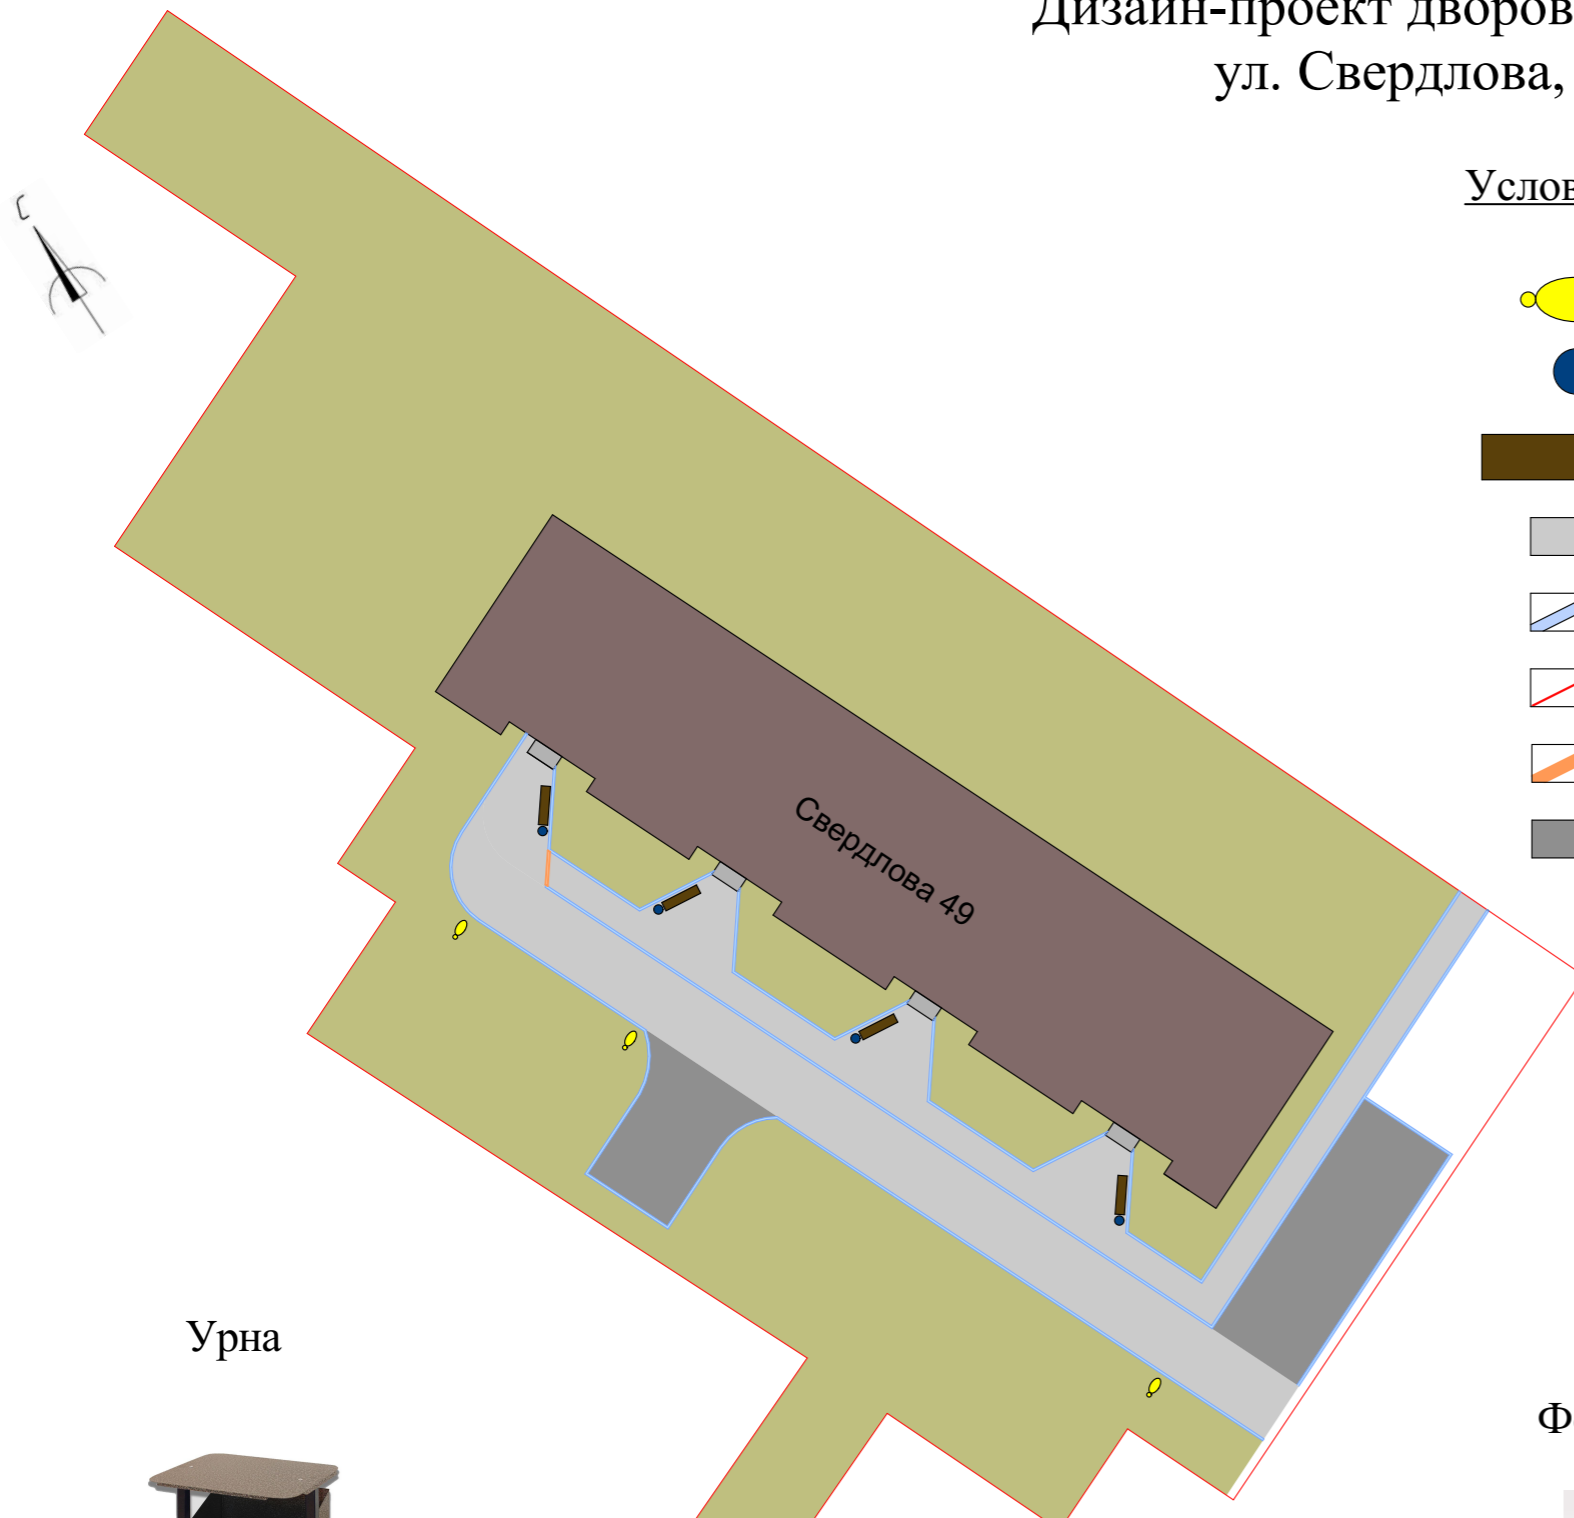 Дизайн-проект дворов
ул. Свердлова,
Услов
С
Свердлова 49
Урна
Ф